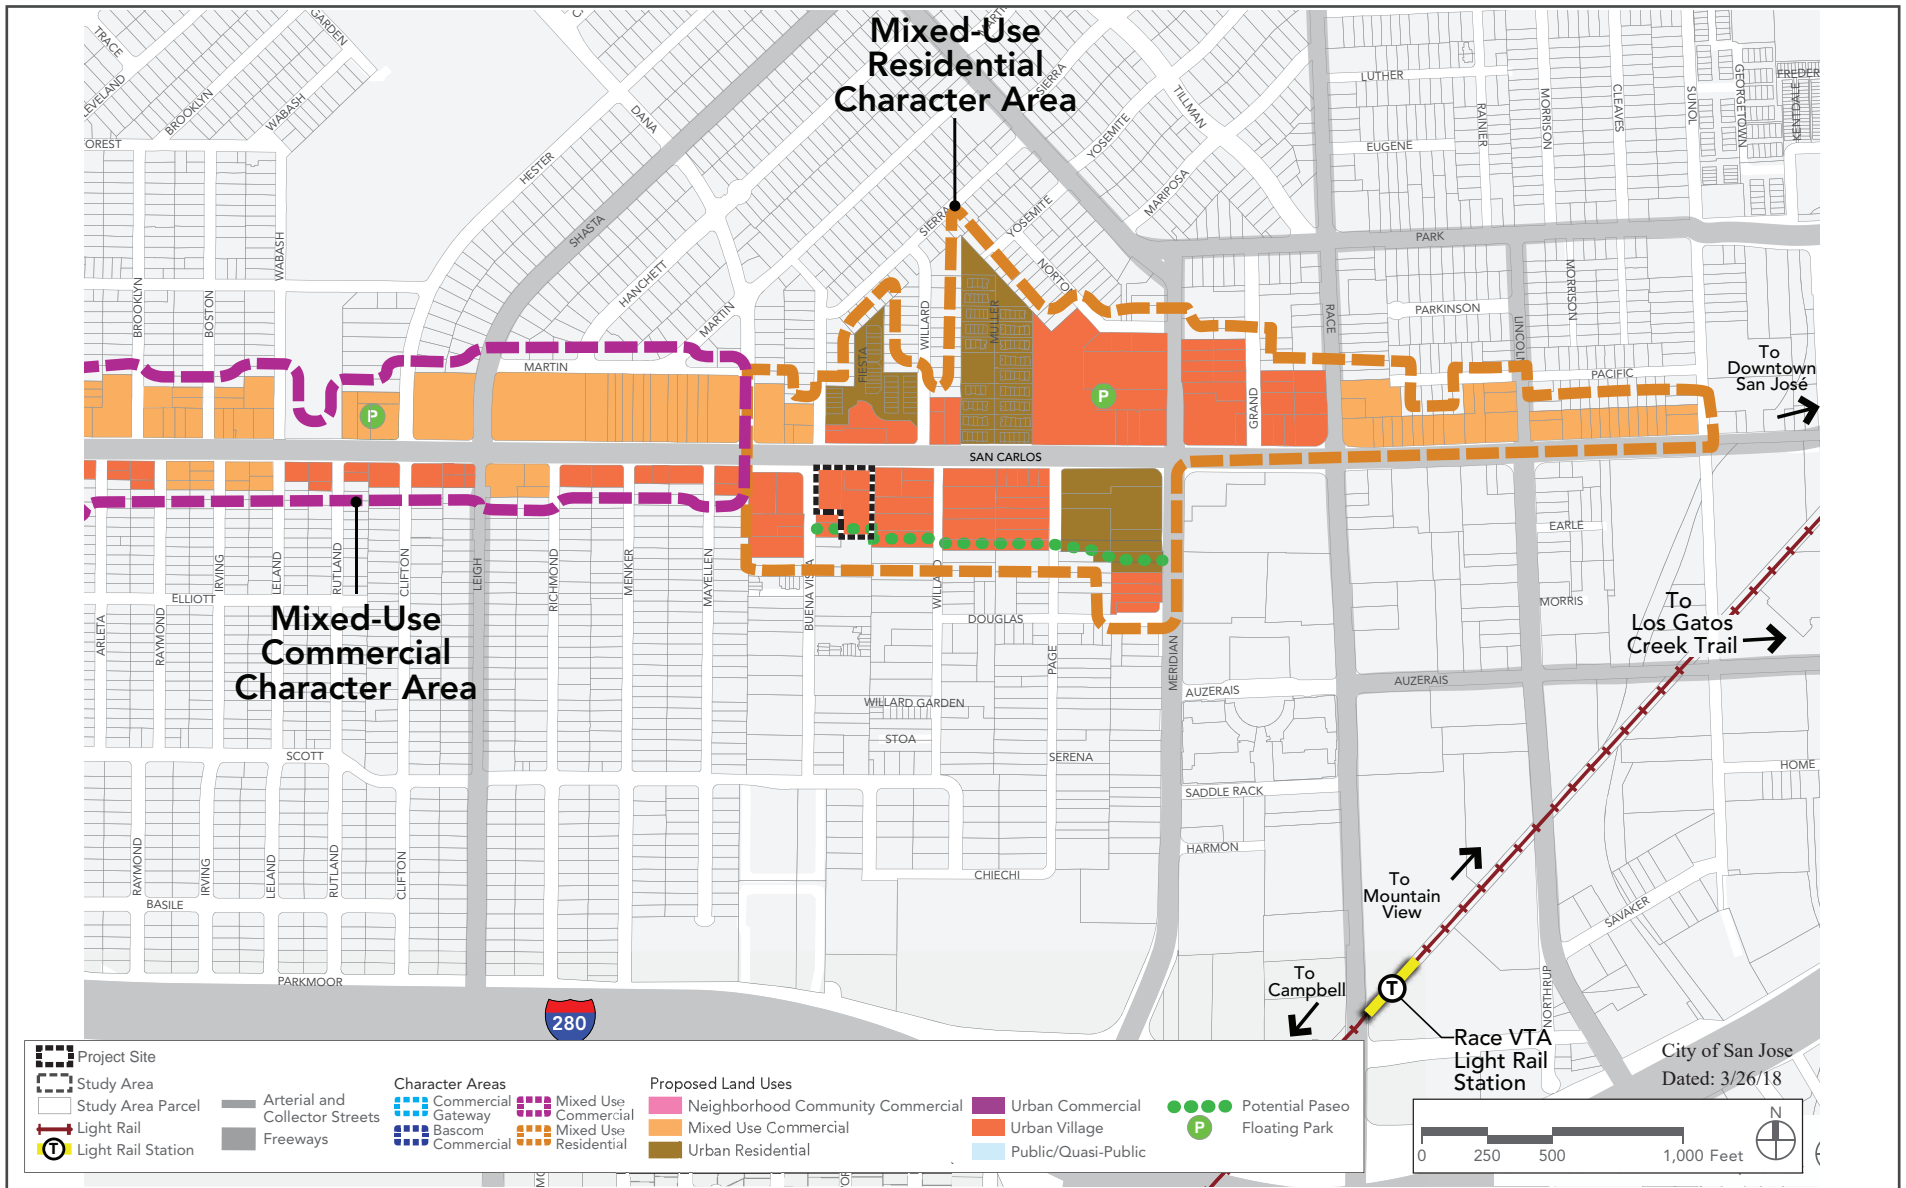 Mixed-Use
Residential
Character Area
TRACE
GARDEN
BROOKLYN
WABASH
HESTER
DANA
SHASTA
HANCHETT
MARTIN
SIERRA
SIERRA
YOSEMITE
YOSEMITE
TILLMAN
MARIPOSA
NORTON
LUTHER
EUGENE
RAINIER
MORRISON
CLEAVES
SUNOL
GEORGETOWN
FREDER
KENTDALE
PARK
BROOKLYN
BOSTON
WABASH
MARTIN
FIESTA
WILLARD
MULLER
P
P
GRAND
RACE
PARKINSON
LINCOLN
MORRISON
PACIFIC
To
Downtown
San José
SAN CARLOS
ARLETA
RAYMOND
ELLIOTT
IRVING
LELAND
RUTLAND
CLIFTON
LEIGH
RICHMOND
MENKER
MAYELLEN
BUENA VISTA
WILLARD
DOUGLAS
PAGE
MERIDIAN
EARLE
MORRIS
Mixed-Use
Commercial
Character Area
To
Los Gatos
Creek Trail
AUZERAIS
AUZERAIS
WILLARD GARDEN
STOA
SERENA
SCOTT
SADDLE RACK
HOME
HARMON
CHIECHI
RAYMOND
IRVING
LELAND
RUTLAND
CLIFTON
BASILE
PARKMOOR
280
To
Mountain
View
SAVAKER
NORTHRUP
To
Campbell
T
Race VTA
Light Rail
Station
City of San Jose
Dated: 3/26/18
Project Site
Study Area
Study Area Parcel
Light Rail
T Light Rail Station
Arterial and
Collector Streets
Freeways
Character Areas
Commercial
Gateway
Bascom
Commercial
Mixed Use
Commercial
Mixed Use
Residential
Proposed Land Uses
Neighborhood Community Commercial
Mixed Use Commercial
Urban Residential
Urban Commercial
Urban Village
Public/Quasi-Public
Potential Paseo
P Floating Park
N
0 250 500 1,000 Feet